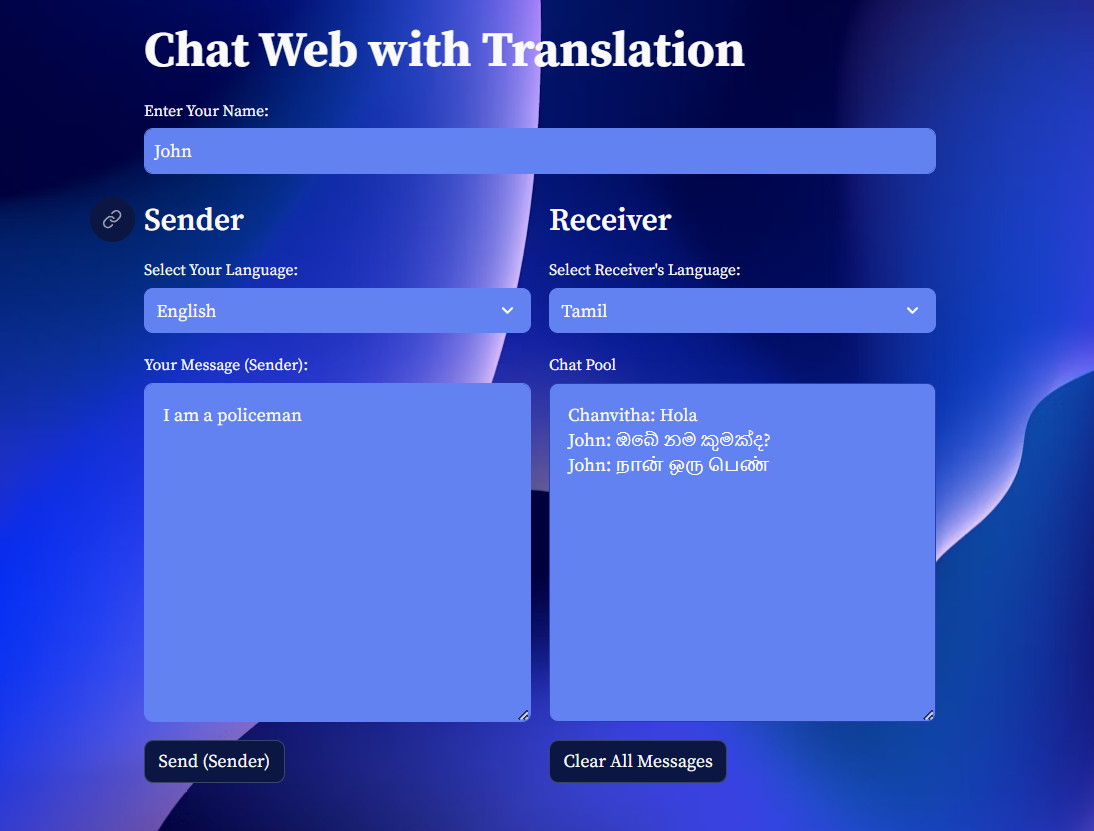 Chat Web with Translation
Enter Your Name:
John
Sender
Select Your Language:
English
Your Message (Sender):
I am a policeman
Send (Sender)
Receiver
Select Receiver's Language:
Tamil
Chat Pool
Chanvitha: Hola
John: ඔබේ නම කුමක්ද?
John: நான் ஒரு பெண்
Clear All Messages